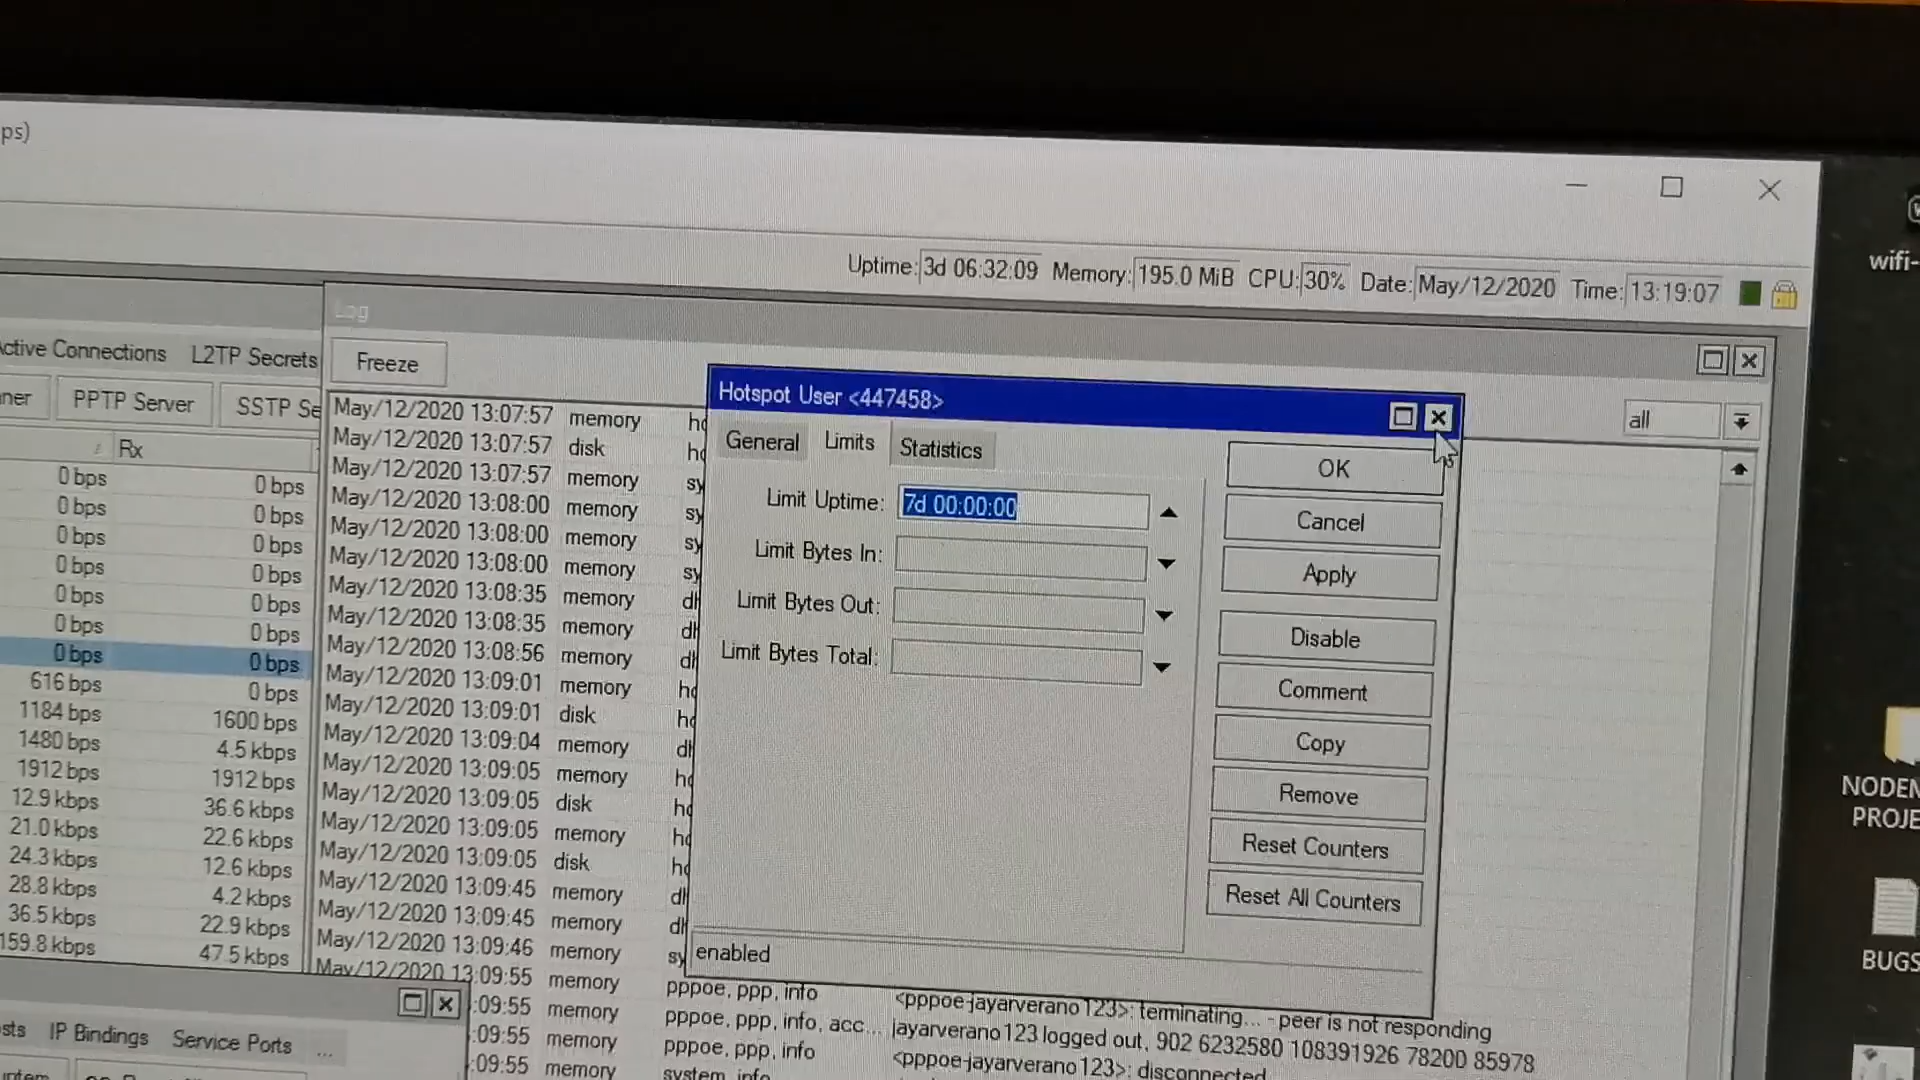 ps)
Uptime: 3d 06:32:09 Memory: 195.0 MiB CPU: 30% Date: May/12/2020 Time: 13:19:07
wifi-
Log
Active Connections L2TP Secrets
Freeze
PPTP Server SSTP Se
all
Rx
0 bps 0 bps
0 bps 0 bps
0 bps 0 bps
0 bps 0 bps
0 bps 0 bps
0 bps 0 bps
0 bps 0 bps
616 bps 0 bps
1184 bps 1600 bps
1480 bps 4.5 kbps
1912 bps 1912 bps
12.9 kbps 36.6 kbps
21.0 kbps 22.6 kbps
24.3 kbps 12.6 kbps
28.8 kbps 4.2 kbps
36.5 kbps 22.9 kbps
159.8 kbps 47.5 kbps
May/12/2020 13:07:57 memory
May/12/2020 13:07:57 disk
May/12/2020 13:07:57 memory sy
May/12/2020 13:08:00 memory sy
May/12/2020 13:08:00 memory sy
May/12/2020 13:08:00 memory sy
May/12/2020 13:08:35 memory
May/12/2020 13:08:35 memory
May/12/2020 13:08:56 memory
May/12/2020 13:09:01 memory
May/12/2020 13:09:01 disk
May/12/2020 13:09:04 memory
May/12/2020 13:09:05 memory
May/12/2020 13:09:05 disk
May/12/2020 13:09:05 memory
May/12/2020 13:09:05 disk
May/12/2020 13:09:45 memory
May/12/2020 13:09:45 memory
May/12/2020 13:09:46 memory sy
May/12/2020 13:09:55 memory pppoe, ppp, info <pppoe-jayarverano123>: terminating... - peer is not responding
:09:55 memory pppoe, ppp, info, acc... jayarverano123 logged out, 902 6232580 108391926 78200 85978
:09:55 memory pppoe, ppp, info <pppoe-jayarverano123>: disconnected
:09:55 memory system, info
Hotspot User <447458>
General Limits Statistics
Limit Uptime: 7d 00:00:00
Limit Bytes In:
Limit Bytes Out:
Limit Bytes Total:
OK
Cancel
Apply
Disable
Comment
Copy
Remove
Reset Counters
Reset All Counters
enabled
IP Bindings Service Ports ...
NODEM
PROJE
BUGS